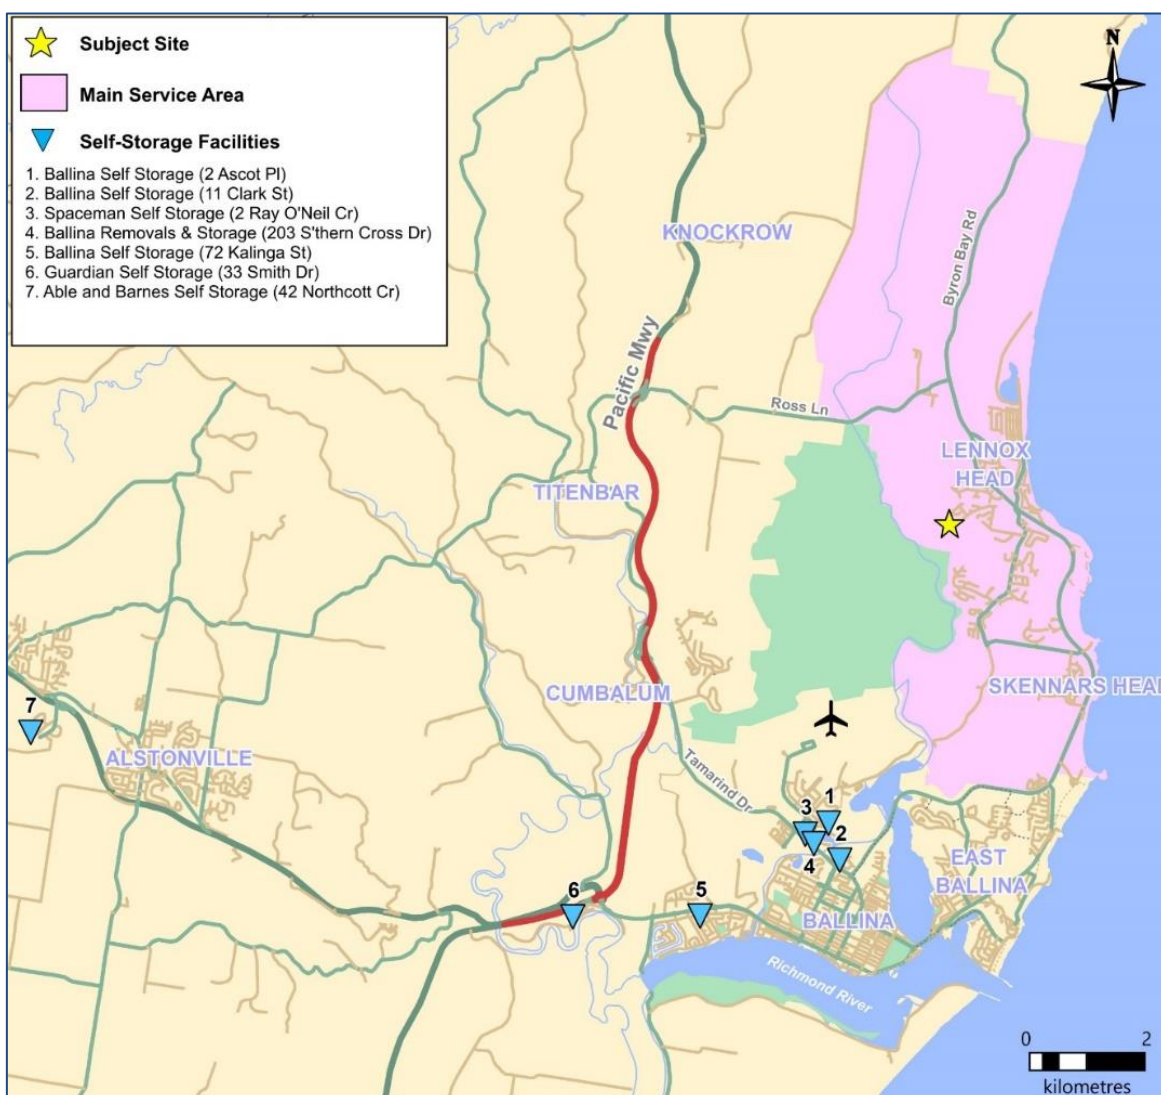 Subject Site
Main Service Area
Self-Storage Facilities
1. Ballina Self Storage (2 Ascot Pl)
2. Ballina Self Storage (11 Clark St)
3. Spaceman Self Storage (2 Ray O'Neil Cr)
4. Ballina Removals & Storage (203 S'thern Cross Dr)
5. Ballina Self Storage (72 Kalinga St)
6. Guardian Self Storage (33 Smith Dr)
7. Able and Barnes Self Storage (42 Northcott Cr)
N
KNOCKROW
Byron Bay Rd
Pacific Mwy
Ross Ln
LENNOX
HEAD
TITENBAR
CUMBALUM
SKENNARS HEAD
7
ALSTONVILLE
Tamarind Dr
3
1
2
4
EAST
BALLINA
6
5
BALLINA
Richmond River
0 2
kilometres